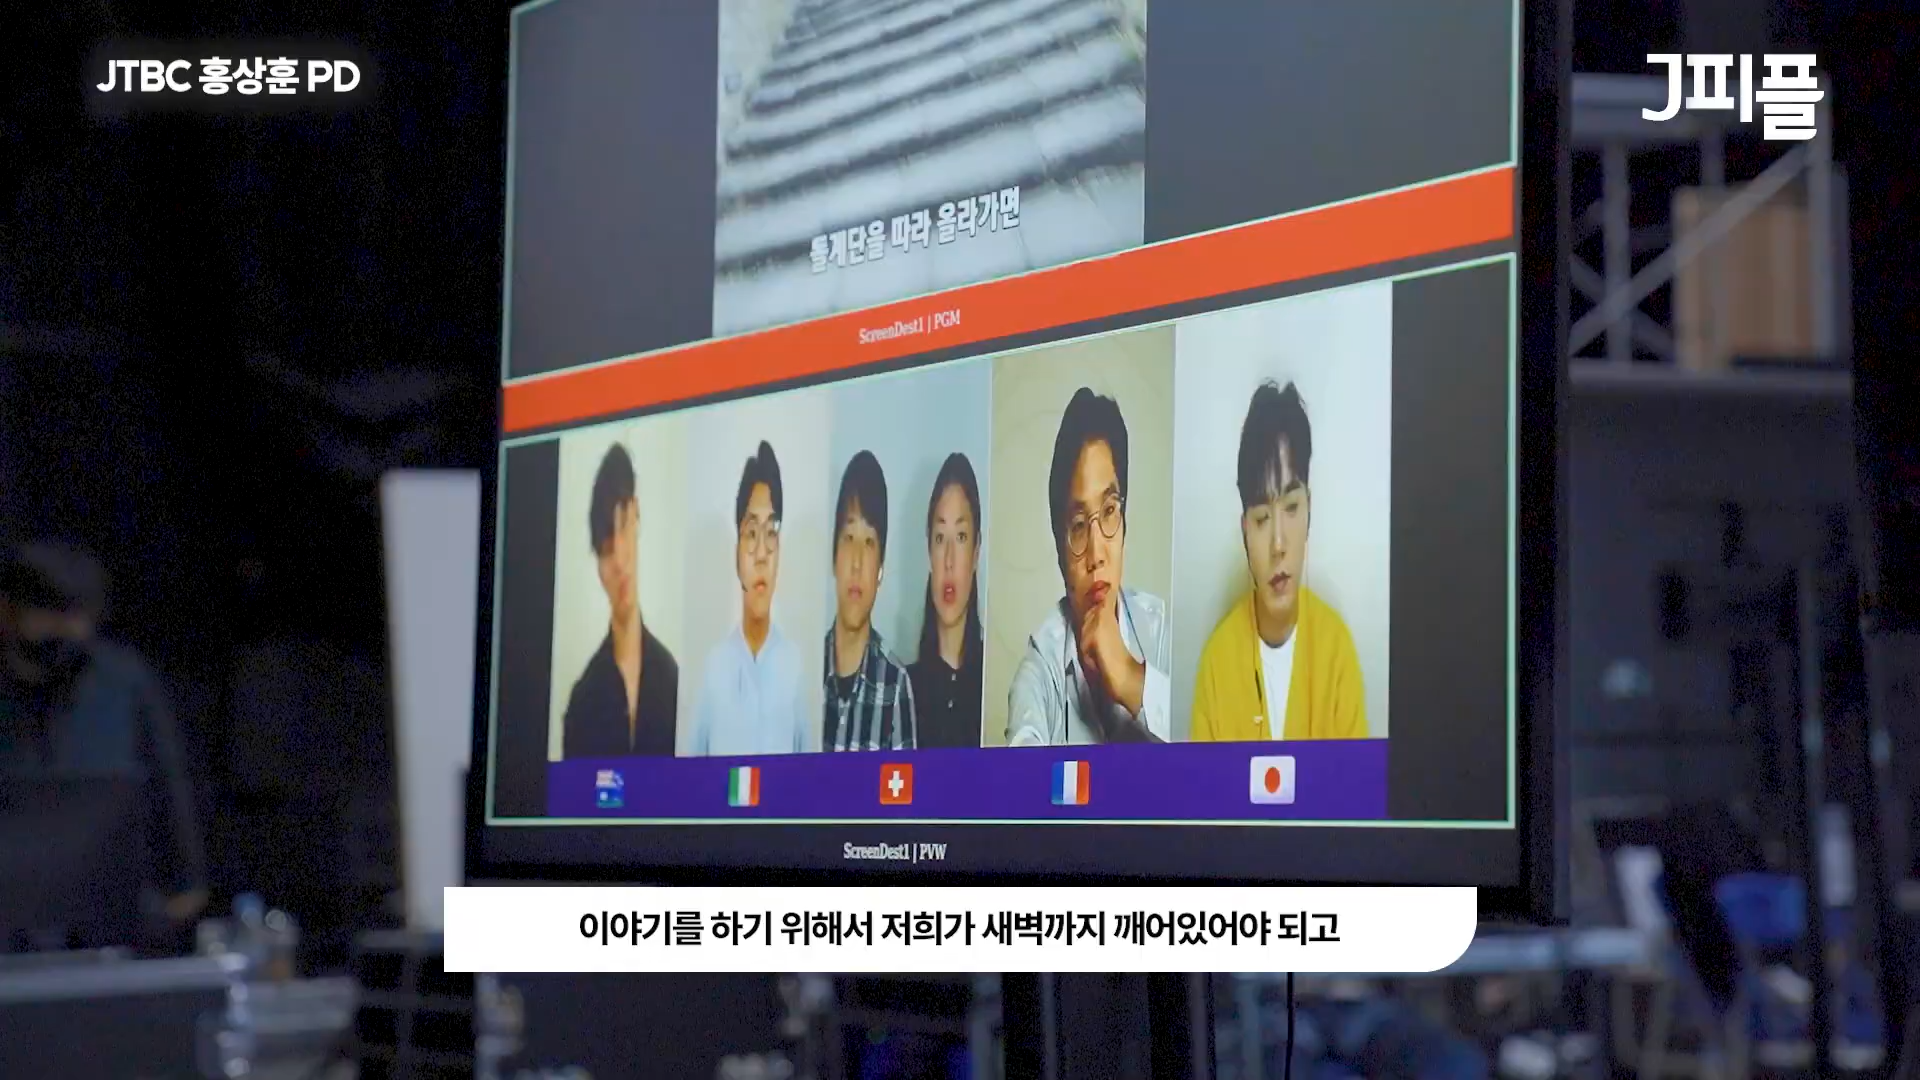 JTBC 홍상훈 PD
J피플
돌계단을 따라 올라가면
ScreenDest1 | PGM
ScreenDest1 | PVW
이야기를 하기 위해서 저희가 새벽까지 깨어있어야 되고